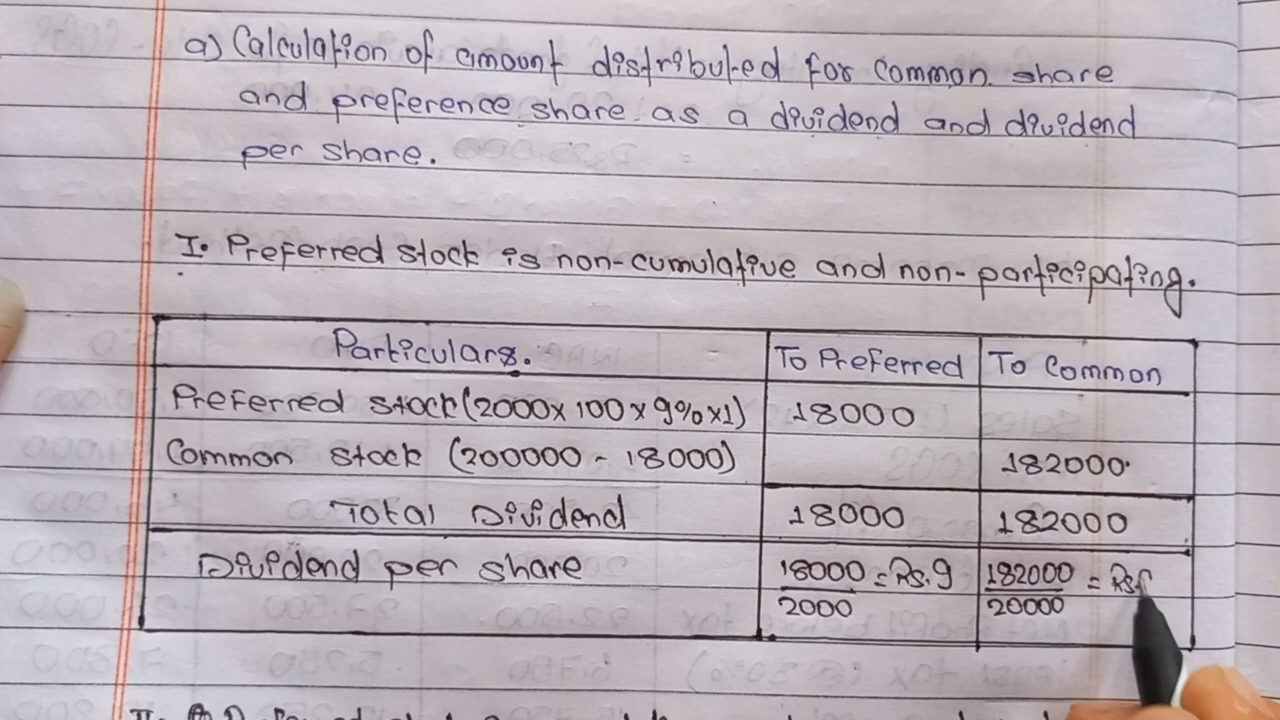 a) Calculation of amount distributed for common share
and preference share as a dividend and dividend
per share.
I. Preferred stock is non-cumulative and non-participating.
Particulars. To Preferred To Common
Preferred stock (2000 x 100 x 9% x 1) 18000
Common stock (200000 - 18000) 182000
Total Dividend 18000 182000
Dividend per share 18000/2000 = Rs. 9 182000/20000 = Rs.